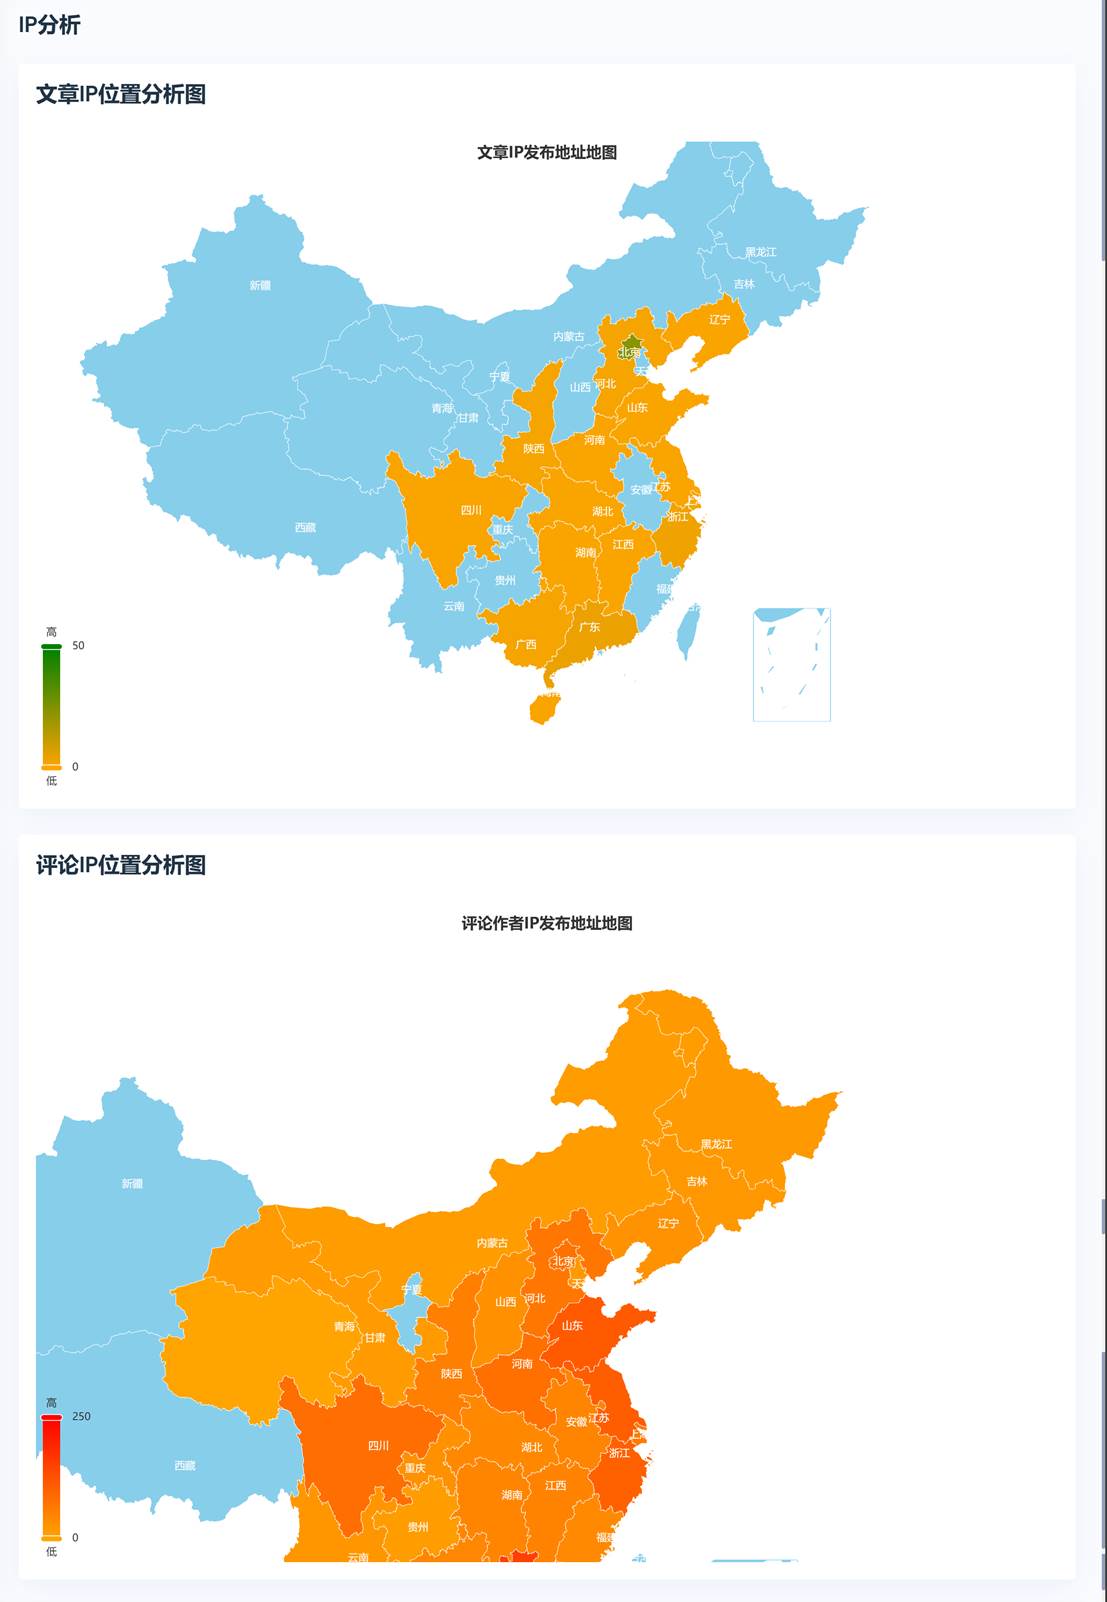 IP分析
文章IP位置分析图
文章IP发布地址地图
黑龙江
吉林
新疆
辽宁
内蒙古
北京
天
宁夏
山西
河北
青海
甘肃
山东
河南
陕西
安徽
江苏
上
四川
湖北
浙江
重庆
西藏
江西
湖南
贵州
福建
云南
广东
广西
高
50
0
低
评论IP位置分析图
评论作者IP发布地址地图
黑龙江
新疆
吉林
辽宁
内蒙古
北京
天
宁夏
河北
山西
青海
山东
甘肃
河南
陕西
江苏
安徽
上
四川
湖北
浙江
西藏
重庆
江西
湖南
贵州
福建
云南
高
250
0
低